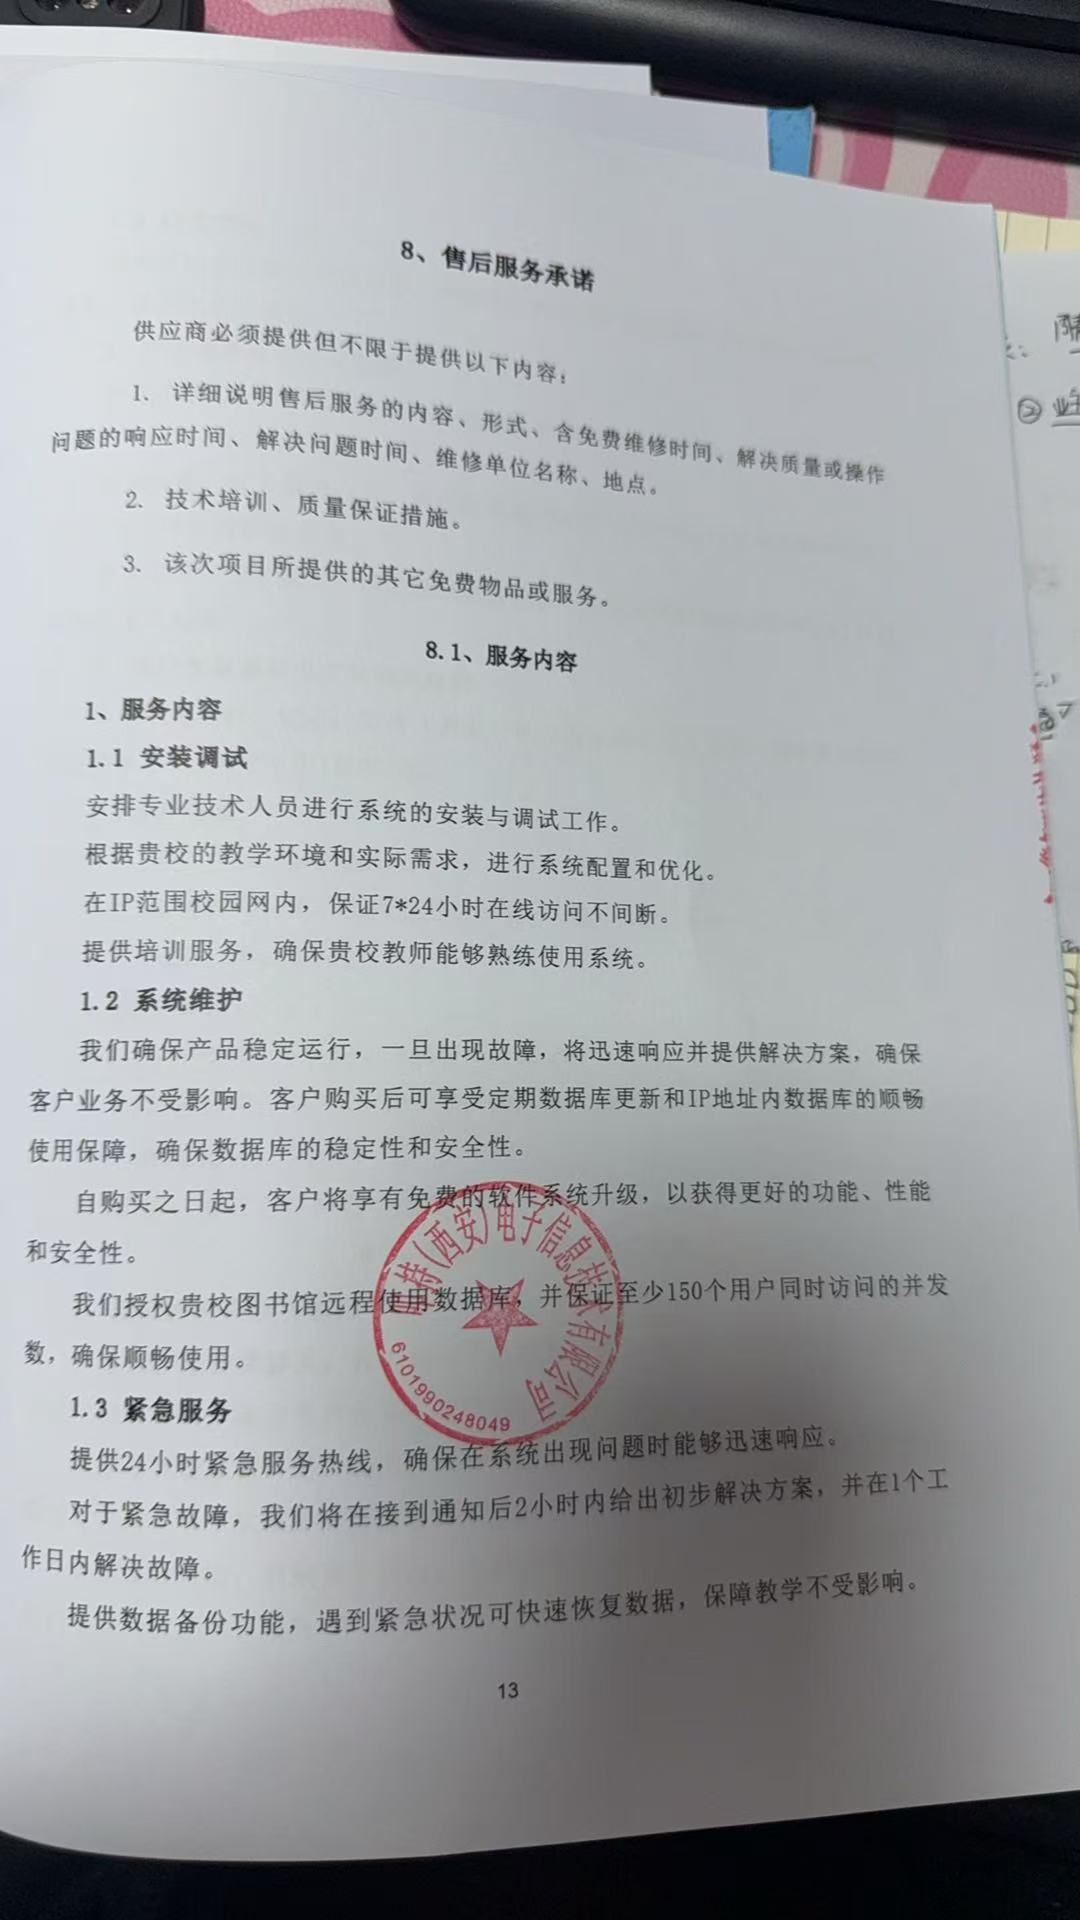 8、售后服务承诺
供应商必须提供但不限于提供以下内容：
1. 详细说明售后服务的内容、形式、含免费维修时间、解决质量或操作
问题的响应时间、解决问题时间、维修单位名称、地点。
2. 技术培训、质量保证措施。
3. 该次项目所提供的其它免费物品或服务。
8.1、服务内容
1、服务内容
1.1 安装调试
安排专业技术人员进行系统的安装与调试工作。
根据贵校的教学环境和实际需求，进行系统配置和优化。
在IP范围校园网内，保证7*24小时在线访问不间断。
提供培训服务，确保贵校教师能够熟练使用系统。
1.2 系统维护
我们确保产品稳定运行，一旦出现故障，将迅速响应并提供解决方案，确保
客户业务不受影响。客户购买后可享受定期数据库更新和IP地址内数据库的顺畅
使用保障，确保数据库的稳定性和安全性。
自购买之日起，客户将享有免费的软件系统升级，以获得更好的功能、性能
和安全性。
我们授权贵校图书馆远程使用数据库，并保证至少150个用户同时访问的并发
数，确保顺畅使用。
(西安)电子信息技术有限公司
6101990248049
1.3 紧急服务
提供24小时紧急服务热线，确保在系统出现问题时能够迅速响应。
对于紧急故障，我们将在接到通知后2小时内给出初步解决方案，并在1个工
作日内解决故障。
提供数据备份功能，遇到紧急状况可快速恢复数据，保障教学不受影响。
13
②